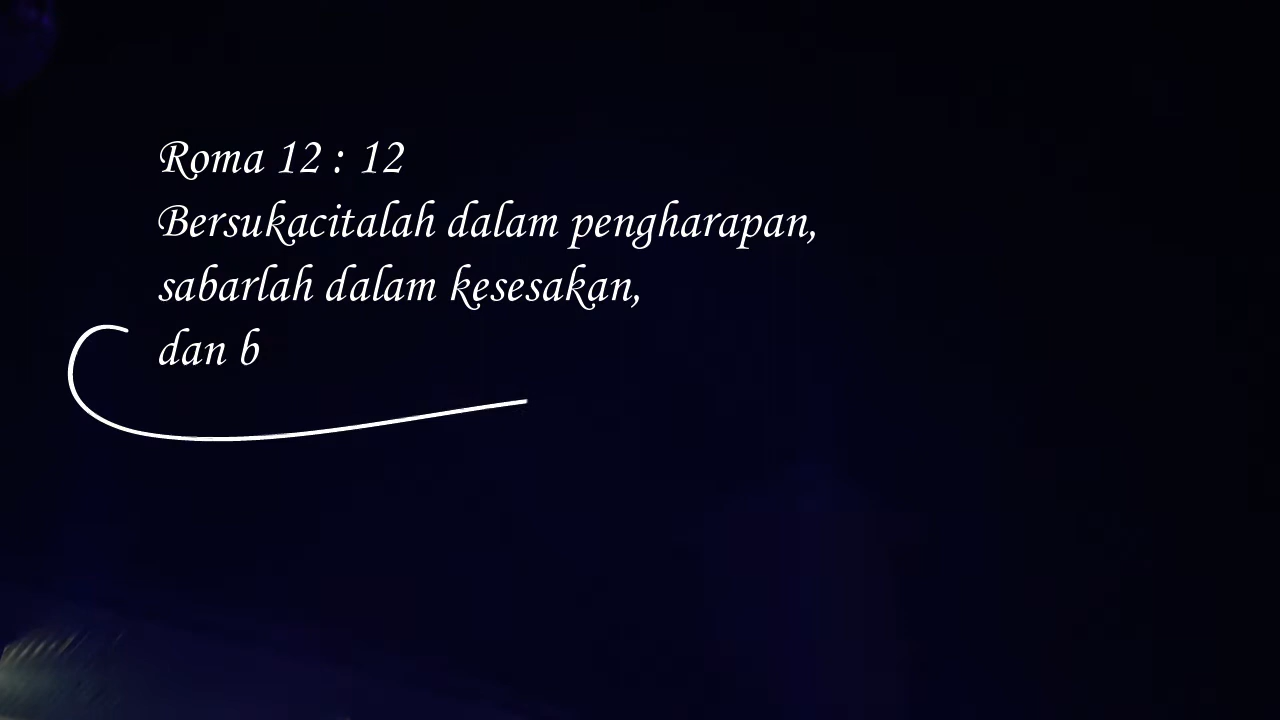 Roma 12 : 12
Bersukacitalah dalam pengharapan,
sabarlah dalam kesesakan,
dan b